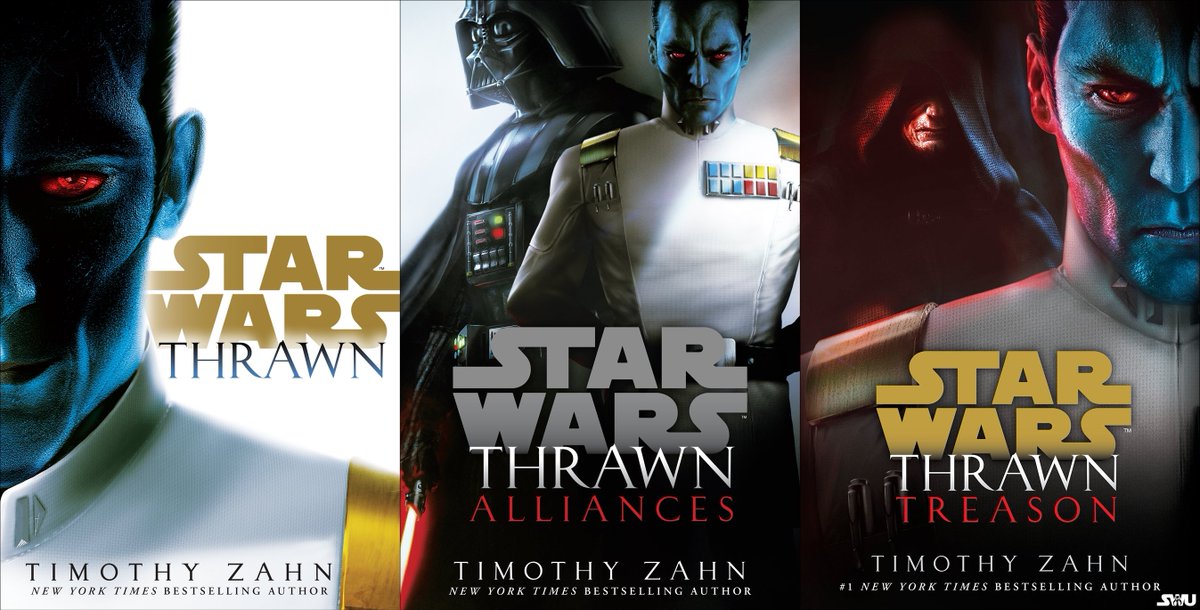 STAR
WARS
THRAWN
TIMOTHY ZAHN
NEW YORK TIMES BESTSELLING AUTHOR
STAR
WARS
THRAWN
ALLIANCES
TIMOTHY ZAHN
NEW YORK TIMES BESTSELLING AUTHOR
STAR
WARS
THRAWN
TREASON
TIMOTHY ZAHN
#1 NEW YORK TIMES BESTSELLING AUTHOR
SWU